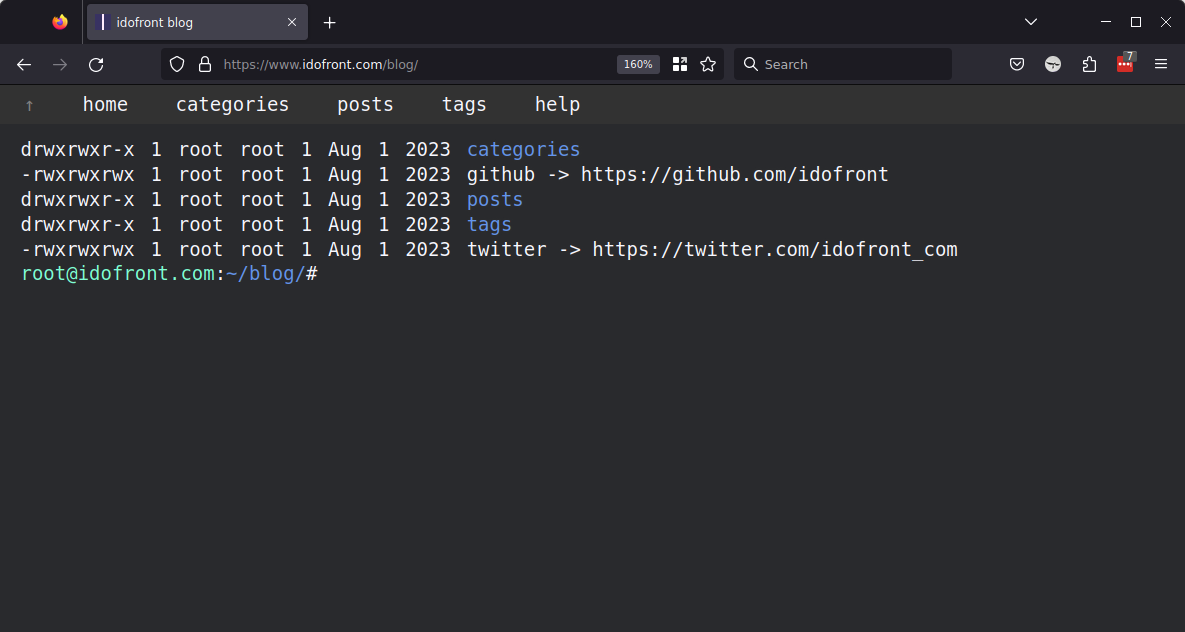 idofront blog
https://www.idofront.com/blog/
160%
Search
7
↑ home categories posts tags help
drwxrwxr-x 1 root root 1 Aug 1 2023 categories
-rwxrwxrwx 1 root root 1 Aug 1 2023 github -> https://github.com/idofront
drwxrwxr-x 1 root root 1 Aug 1 2023 posts
drwxrwxr-x 1 root root 1 Aug 1 2023 tags
-rwxrwxrwx 1 root root 1 Aug 1 2023 twitter -> https://twitter.com/idofront_com
root@idofront.com:~/blog/#